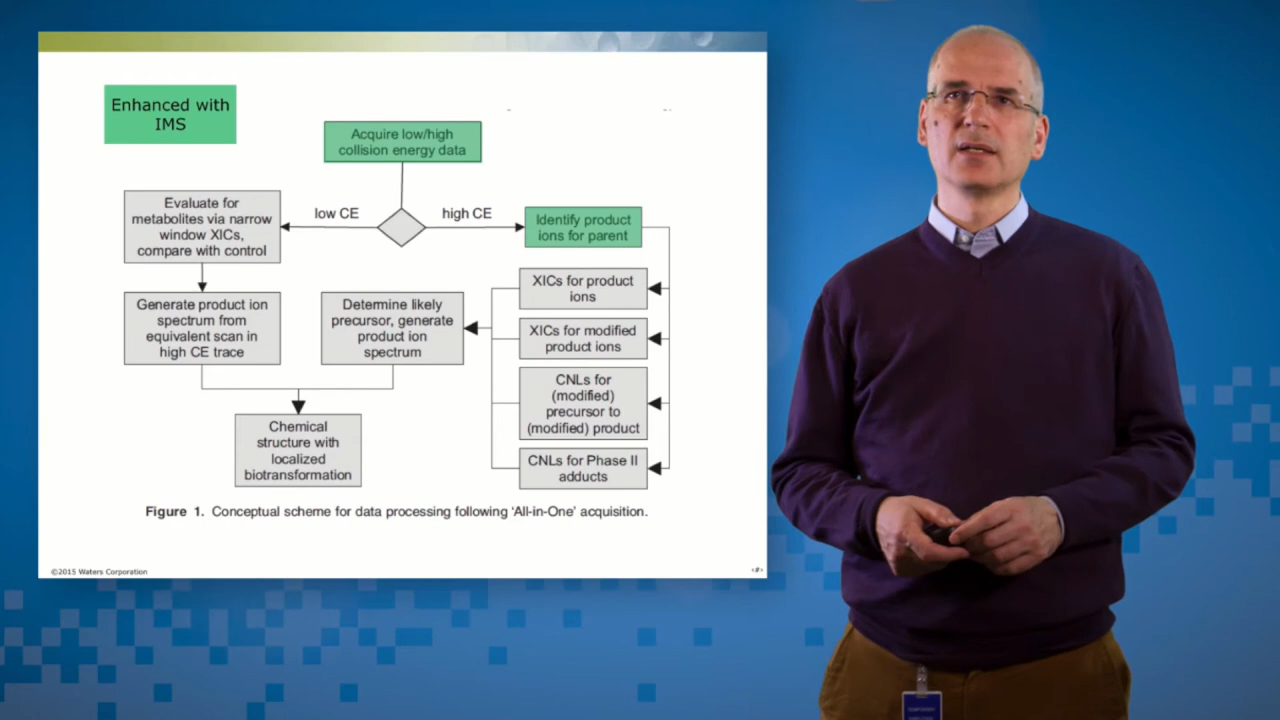 Enhanced with
IMS
Acquire low/high
collision energy data
low CE
high CE
Evaluate for
metabolites via narrow
window XICs,
compare with control
Identify product
ions for parent
Generate product ion
spectrum from
equivalent scan in
high CE trace
Determine likely
precursor, generate
product ion
spectrum
XICs for product
ions
XICs for modified
product ions
CNLs for
(modified)
precursor to
(modified) product
CNLs for Phase II
adducts
Chemical
structure with
localized
biotransformation
Figure 1. Conceptual scheme for data processing following ‘All-in-One’ acquisition.
©2015 Waters Corporation
‹#›